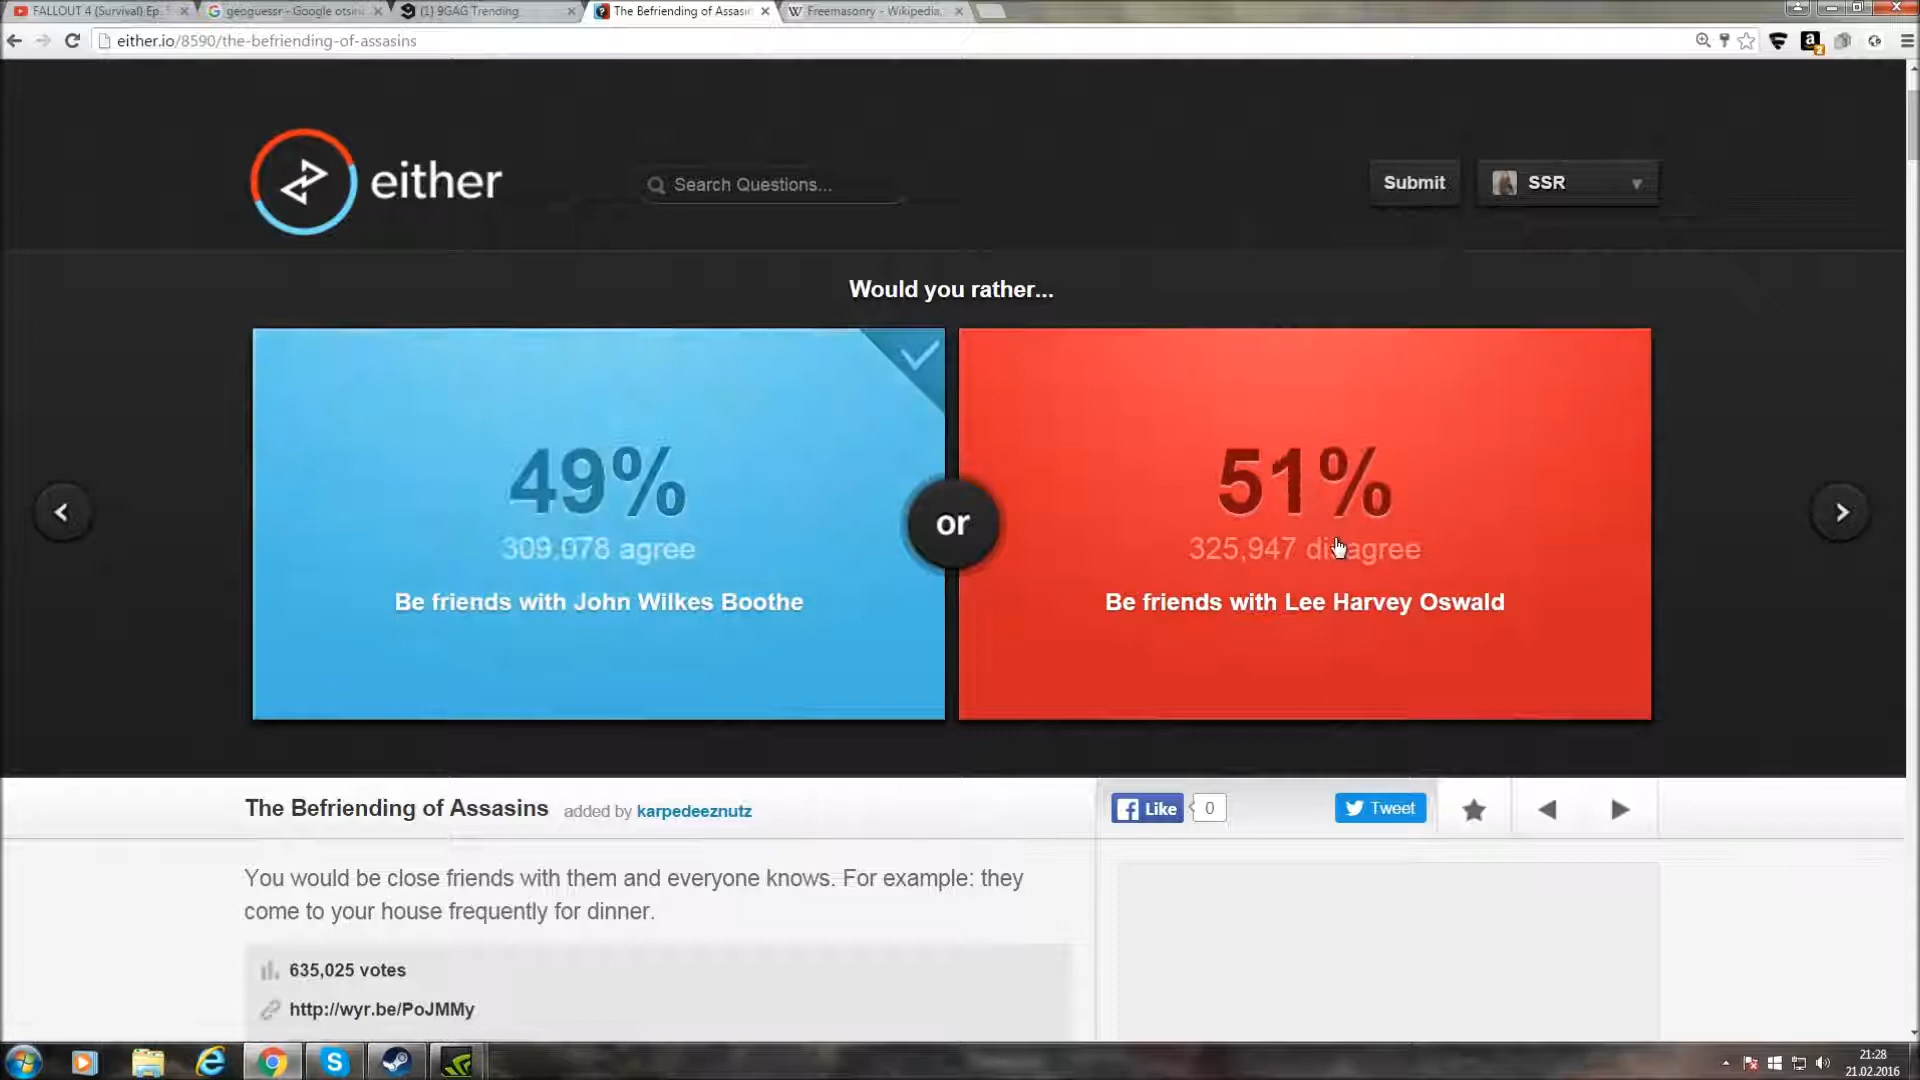 FALLOUT 4 (Survival) Ep.
geoguessr - Google otsin
(1) 9GAG Trending
The Befriending of Assasin
Freemasonry - Wikipedia,
either.io/8590/the-befriending-of-assasins
either
Search Questions...
Submit
SSR
Would you rather...
49%
309,078 agree
Be friends with John Wilkes Boothe
or
51%
325,947 disagree
Be friends with Lee Harvey Oswald
The Befriending of Assasins added by karpedeeznutz
Like 0
Tweet
You would be close friends with them and everyone knows. For example: they
come to your house frequently for dinner.
635,025 votes
http://wyr.be/PoJMMy
21:28
21.02.2016